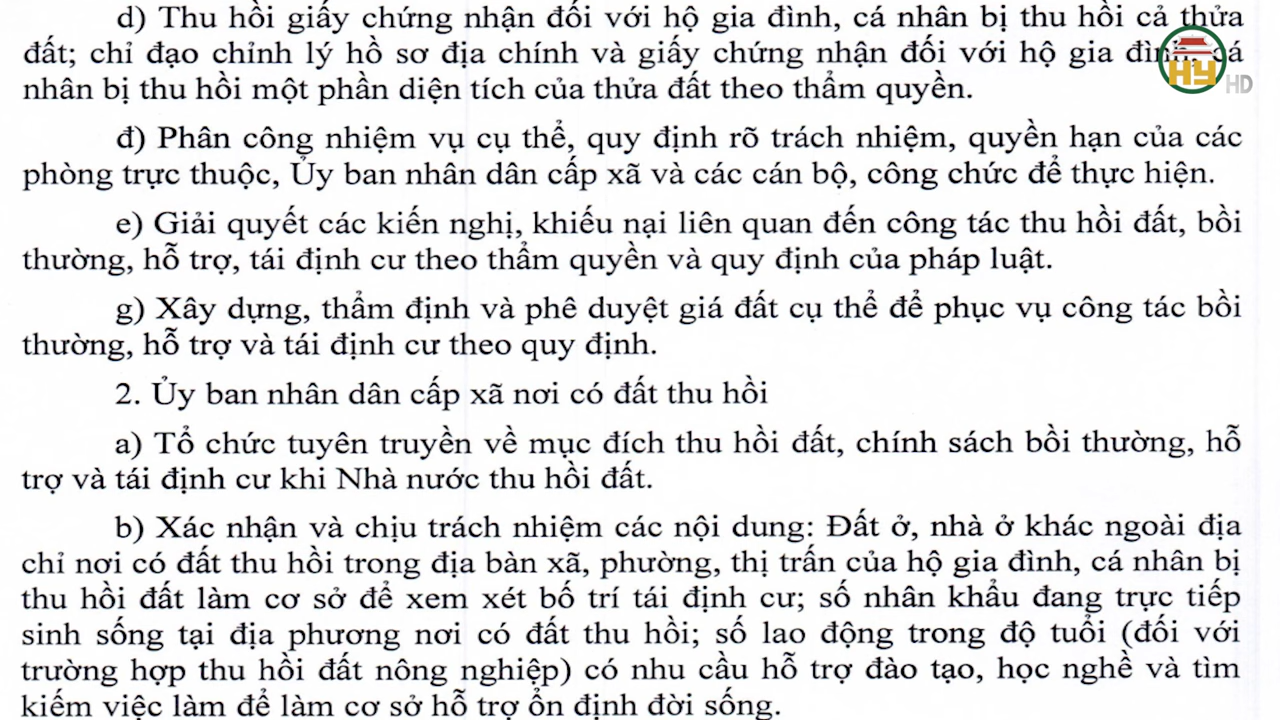 d) Thu hồi giấy chứng nhận đối với hộ gia đình, cá nhân bị thu hồi cả thửa
đất; chỉ đạo chỉnh lý hồ sơ địa chính và giấy chứng nhận đối với hộ gia đình, cá
nhân bị thu hồi một phần diện tích của thửa đất theo thẩm quyền.
HY HD
đ) Phân công nhiệm vụ cụ thể, quy định rõ trách nhiệm, quyền hạn của các
phòng trực thuộc, Ủy ban nhân dân cấp xã và các cán bộ, công chức để thực hiện.
e) Giải quyết các kiến nghị, khiếu nại liên quan đến công tác thu hồi đất, bồi
thường, hỗ trợ, tái định cư theo thẩm quyền và quy định của pháp luật.
g) Xây dựng, thẩm định và phê duyệt giá đất cụ thể để phục vụ công tác bồi
thường, hỗ trợ và tái định cư theo quy định.
2. Ủy ban nhân dân cấp xã nơi có đất thu hồi
a) Tổ chức tuyên truyền về mục đích thu hồi đất, chính sách bồi thường, hỗ
trợ và tái định cư khi Nhà nước thu hồi đất.
b) Xác nhận và chịu trách nhiệm các nội dung: Đất ở, nhà ở khác ngoài địa
chỉ nơi có đất thu hồi trong địa bàn xã, phường, thị trấn của hộ gia đình, cá nhân bị
thu hồi đất làm cơ sở để xem xét bố trí tái định cư; số nhân khẩu đang trực tiếp
sinh sống tại địa phương nơi có đất thu hồi; số lao động trong độ tuổi (đối với
trường hợp thu hồi đất nông nghiệp) có nhu cầu hỗ trợ đào tạo, học nghề và tìm
kiếm việc làm để làm cơ sở hỗ trợ ổn định đời sống.